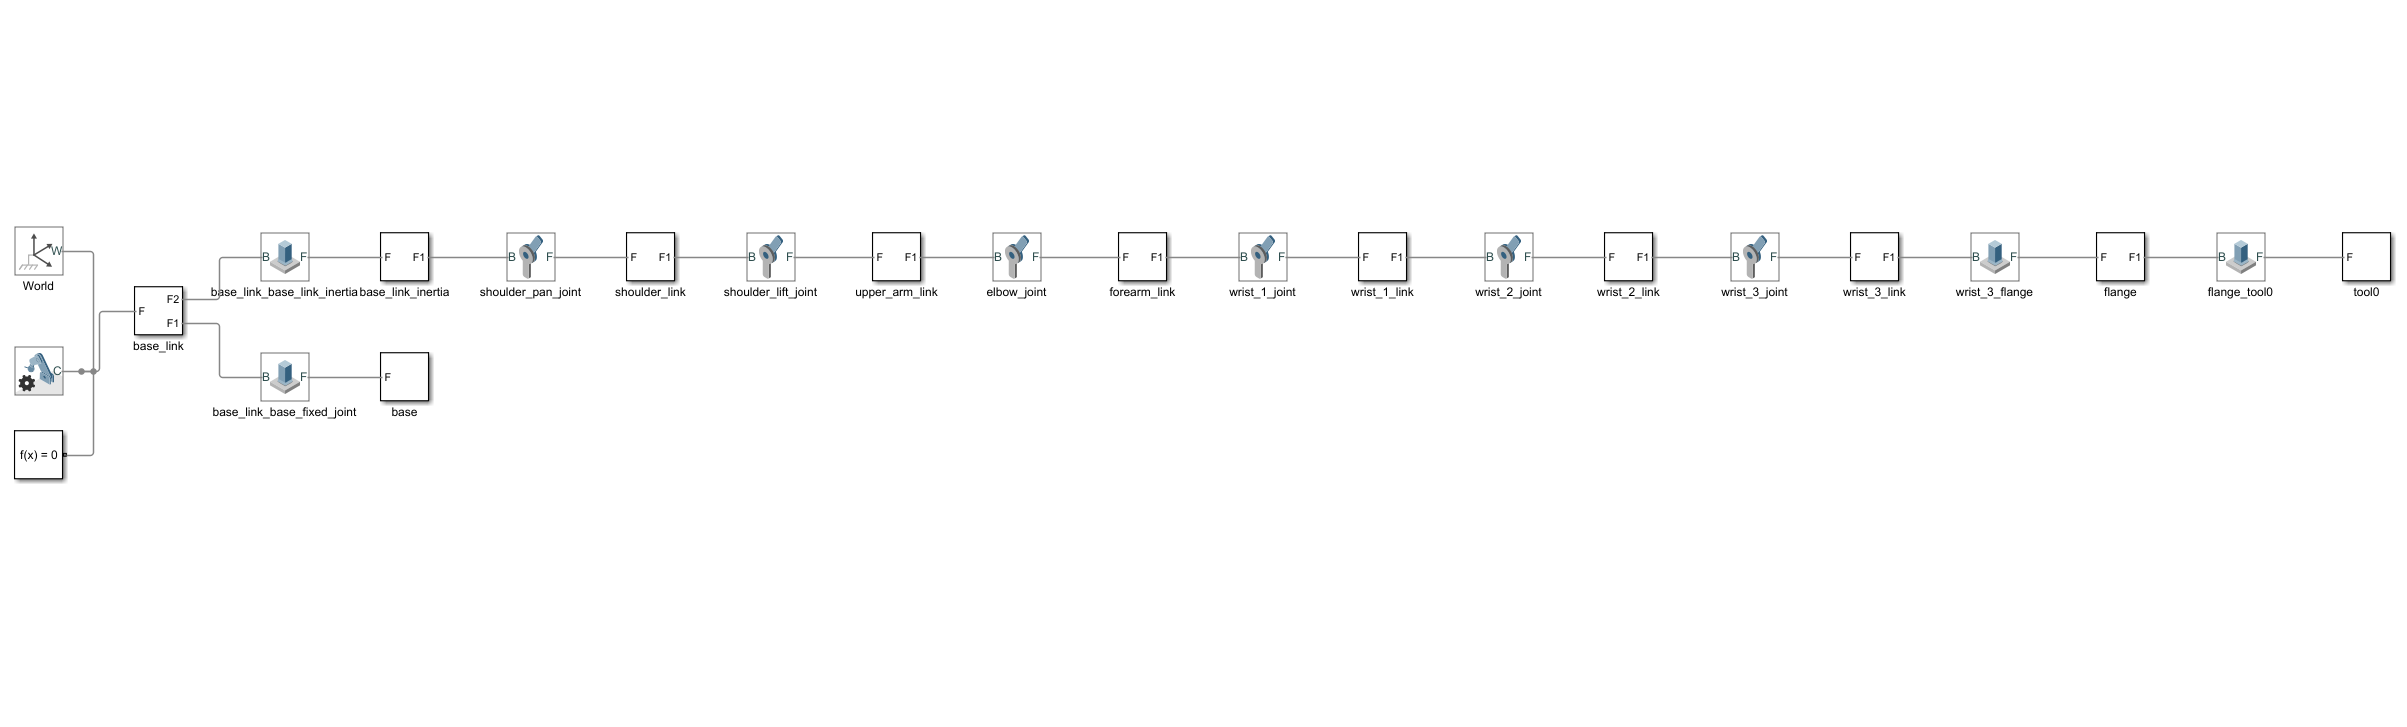 W
World
C
f(x) = 0
F
F2
F1
base_link
B
F
base_link_base_link_inertia
F
F1
base_link_inertia
B
F
shoulder_pan_joint
F
F1
shoulder_link
B
F
shoulder_lift_joint
F
F1
upper_arm_link
B
F
elbow_joint
F
F1
forearm_link
B
F
wrist_1_joint
F
F1
wrist_1_link
B
F
wrist_2_joint
F
F1
wrist_2_link
B
F
wrist_3_joint
F
F1
wrist_3_link
B
F
wrist_3_flange
F
F1
flange
B
F
flange_tool0
F
tool0
B
F
base_link_base_fixed_joint
F
base